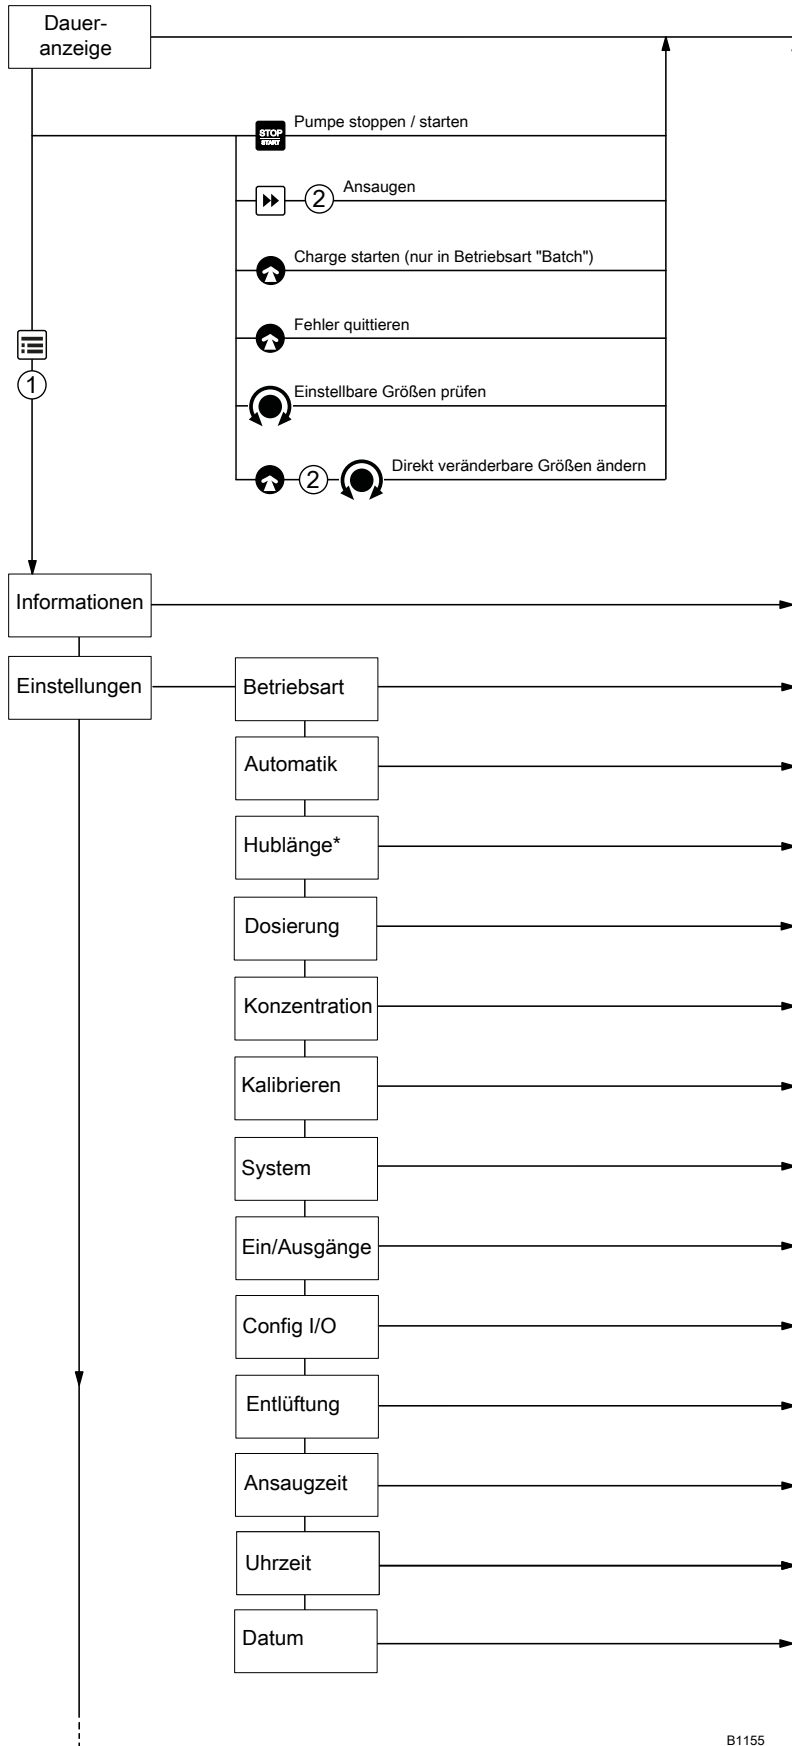 Dauer-
anzeige
STOP
START
Pumpe stoppen / starten
2
Ansaugen
Charge starten (nur in Betriebsart "Batch")
Fehler quittieren
1
Einstellbare Größen prüfen
2
Direkt veränderbare Größen ändern
Informationen
Einstellungen
Betriebsart
Automatik
Hublänge*
Dosierung
Konzentration
Kalibrieren
System
Ein/Ausgänge
Config I/O
Entlüftung
Ansaugzeit
Uhrzeit
Datum
B1155